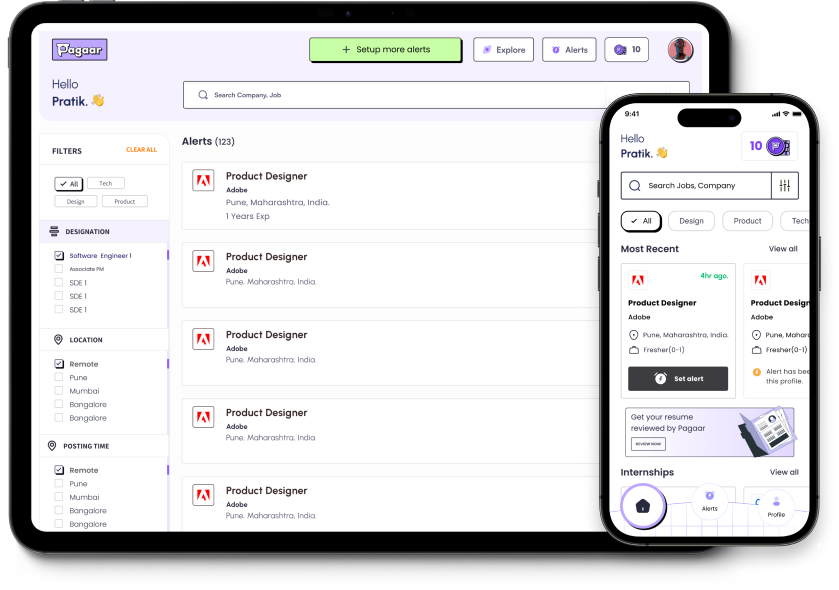 Pagaar
+ Setup more alerts
Explore
Alerts
10
Hello
Pratik. 👋
Search Company, Job
FILTERS
CLEAR ALL
All
Tech
Design
Product
DESIGNATION
Software Engineer 1
Associate PM
SDE 1
SDE 1
SDE 1
LOCATION
Remote
Pune
Mumbai
Bangalore
Bangalore
POSTING TIME
Remote
Pune
Mumbai
Bangalore
Bangalore
Alerts (123)
Product Designer
Adobe
Pune, Maharashtra, India.
1 Years Exp
Product Designer
Adobe
Pune, Maharashtra, India.
Product Designer
Adobe
Pune, Maharashtra, India.
Product Designer
Adobe
Pune, Maharashtra, India.
Product Designer
Adobe
Pune, Maharashtra, India.
9:41
Hello
Pratik. 👋
10
Search Jobs, Company
All
Design
Product
Tech
Most Recent
View all
4hr ago.
Product Designer
Adobe
Pune, Maharashtra, India.
Fresher(0-1)
Set alert
Product Design
Adobe
Pune, Mahara
Fresher(0-1)
Alert has bee
this profile.
Get your resume
reviewed by Pagaar
REVIEW NOW
Internships
View all
Alerts
Profile